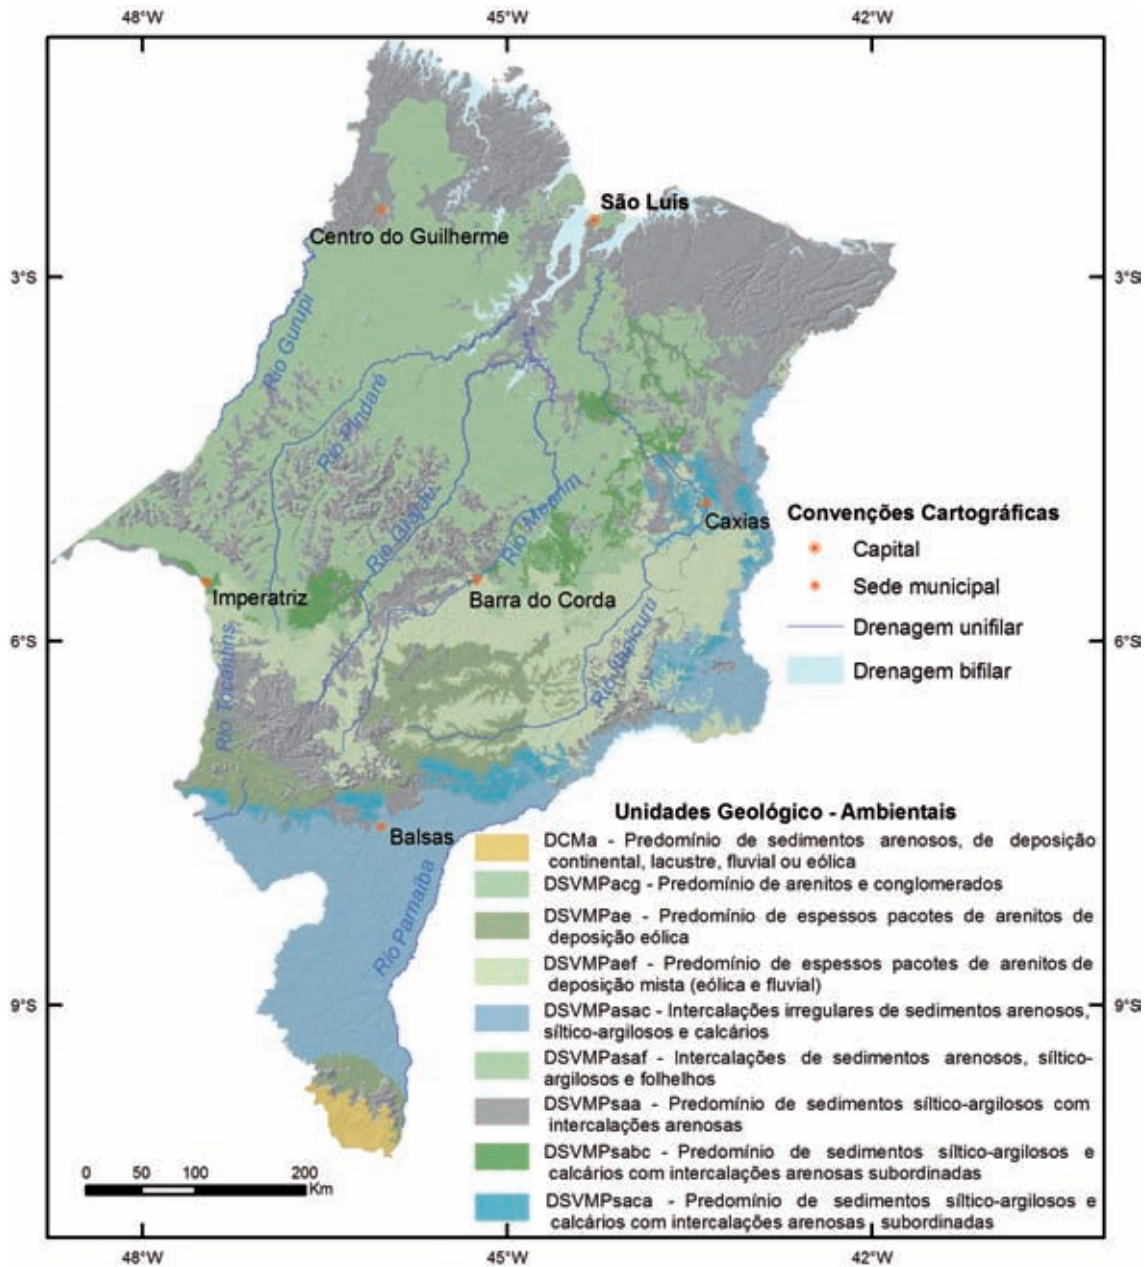 48°W 45°W 42°W
São Luís
Centro do Guilherme
3°S 3°S
Rio Gurupi
Rio Pindaré
Rio Grajaú
Rio Mearim
Caxias
Convenções Cartográficas
Capital
Sede municipal
Drenagem unifilar
Drenagem bifilar
Imperatriz
Barra do Corda
6°S 6°S
Rio Tocantins
Rio Itapicuru
Balsas
Rio Parnaíba
Unidades Geológico - Ambientais
DCMa - Predomínio de sedimentos arenosos, de deposição
continental, lacustre, fluvial ou eólica
DSVMPacg - Predomínio de arenitos e conglomerados
DSVMPae - Predomínio de espessos pacotes de arenitos de
deposição eólica
DSVMPaef - Predomínio de espessos pacotes de arenitos de
deposição mista (eólica e fluvial)
9°S 9°S
DSVMPasac - Intercalações irregulares de sedimentos arenosos,
síltico-argilosos e calcários
DSVMPasaf - Intercalações de sedimentos arenosos, síltico-
argilosos e folhelhos
DSVMPsaa - Predomínio de sedimentos síltico-argilosos com
intercalações arenosas
DSVMPsabc - Predomínio de sedimentos síltico-argilosos e
calcários com intercalações arenosas subordinadas
DSVMPsaca - Predomínio de sedimentos síltico-argilosos e
calcários com intercalações arenosas subordinadas
0 50 100 200
Km
48°W 45°W 42°W